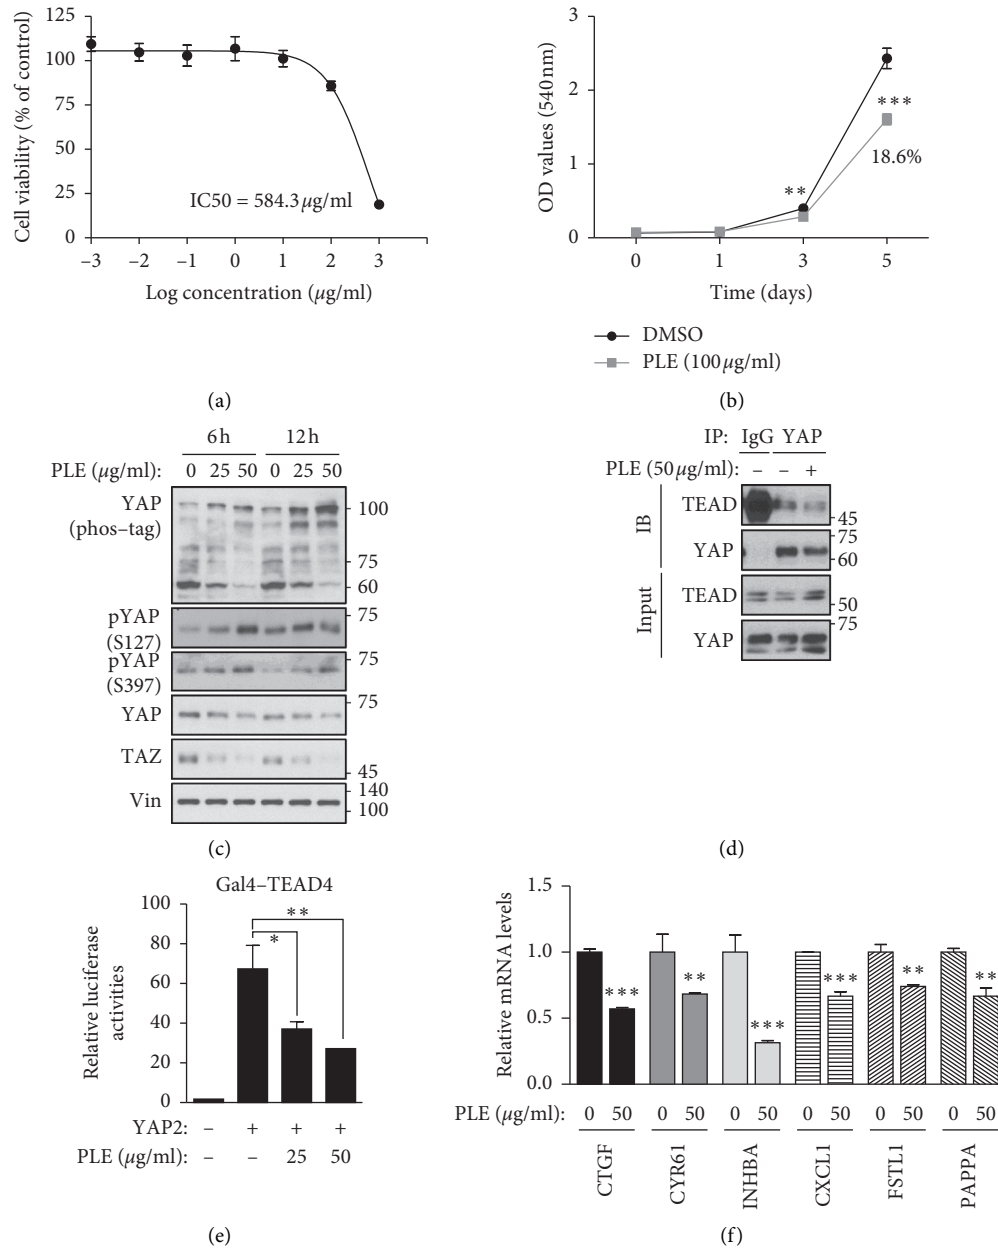 125
100
75
50
25
0
Cell viability (% of control)
IC50 = 584.3 µg/ml
–3 –2 –1 0 1 2 3
Log concentration (µg/ml)
(a)
3
2
1
0
OD values (540 nm)
***
**
18.6%
0 1 3 5
Time (days)
DMSO
PLE (100 µg/ml)
(b)
6 h 12 h
PLE (µg/ml): 0 25 50 0 25 50
YAP
(phos–tag)
100
75
60
pYAP
(S127)
75
pYAP
(S397)
75
YAP
75
TAZ
45
Vin
140
100
(c)
IP: IgG YAP
PLE (50 µg/ml): – – +
IB
TEAD
45
YAP
75
60
Input
TEAD
50
YAP
75
(d)
Gal4–TEAD4
100
80
60
40
20
0
Relative luciferase
activities
**
*
YAP2: – + + +
PLE (µg/ml): – – 25 50
(e)
1.5
1.0
0.5
0.0
Relative mRNA levels
*** ** *** *** ** **
PLE (µg/ml): 0 50 0 50 0 50 0 50 0 50 0 50
CTGF
CYR61
INHBA
CXCL1
FSTL1
PAPPA
(f)